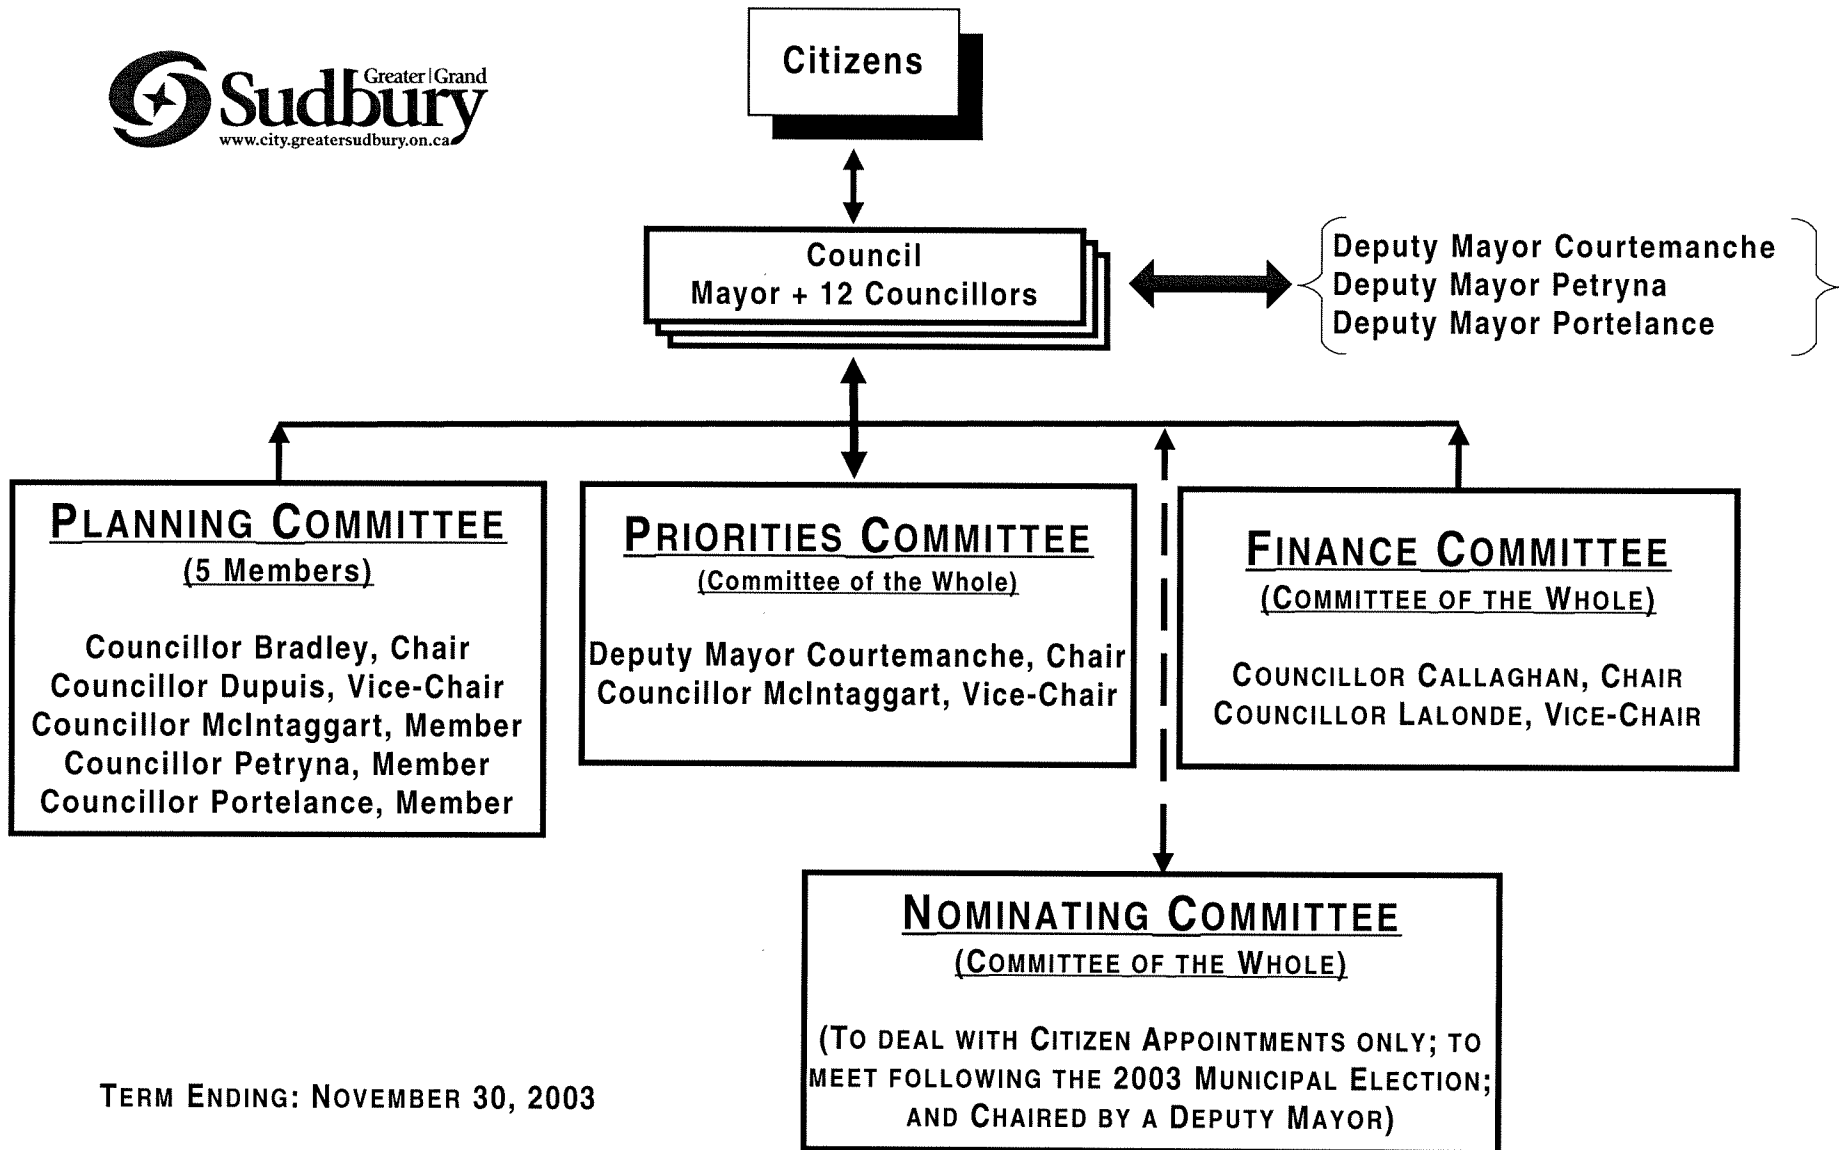 Greater|Grand
Sudbury
www.city.greatersudbury.on.ca
Citizens
Council
Mayor + 12 Councillors
Deputy Mayor Courtemanche
Deputy Mayor Petryna
Deputy Mayor Portelance
PLANNING COMMITTEE
(5 Members)
Councillor Bradley, Chair
Councillor Dupuis, Vice-Chair
Councillor McIntaggart, Member
Councillor Petryna, Member
Councillor Portelance, Member
PRIORITIES COMMITTEE
(Committee of the Whole)
Deputy Mayor Courtemanche, Chair
Councillor McIntaggart, Vice-Chair
FINANCE COMMITTEE
(COMMITTEE OF THE WHOLE)
COUNCILLOR CALLAGHAN, CHAIR
COUNCILLOR LALONDE, VICE-CHAIR
NOMINATING COMMITTEE
(COMMITTEE OF THE WHOLE)
(TO DEAL WITH CITIZEN APPOINTMENTS ONLY; TO
MEET FOLLOWING THE 2003 MUNICIPAL ELECTION;
AND CHAIRED BY A DEPUTY MAYOR)
TERM ENDING: NOVEMBER 30, 2003